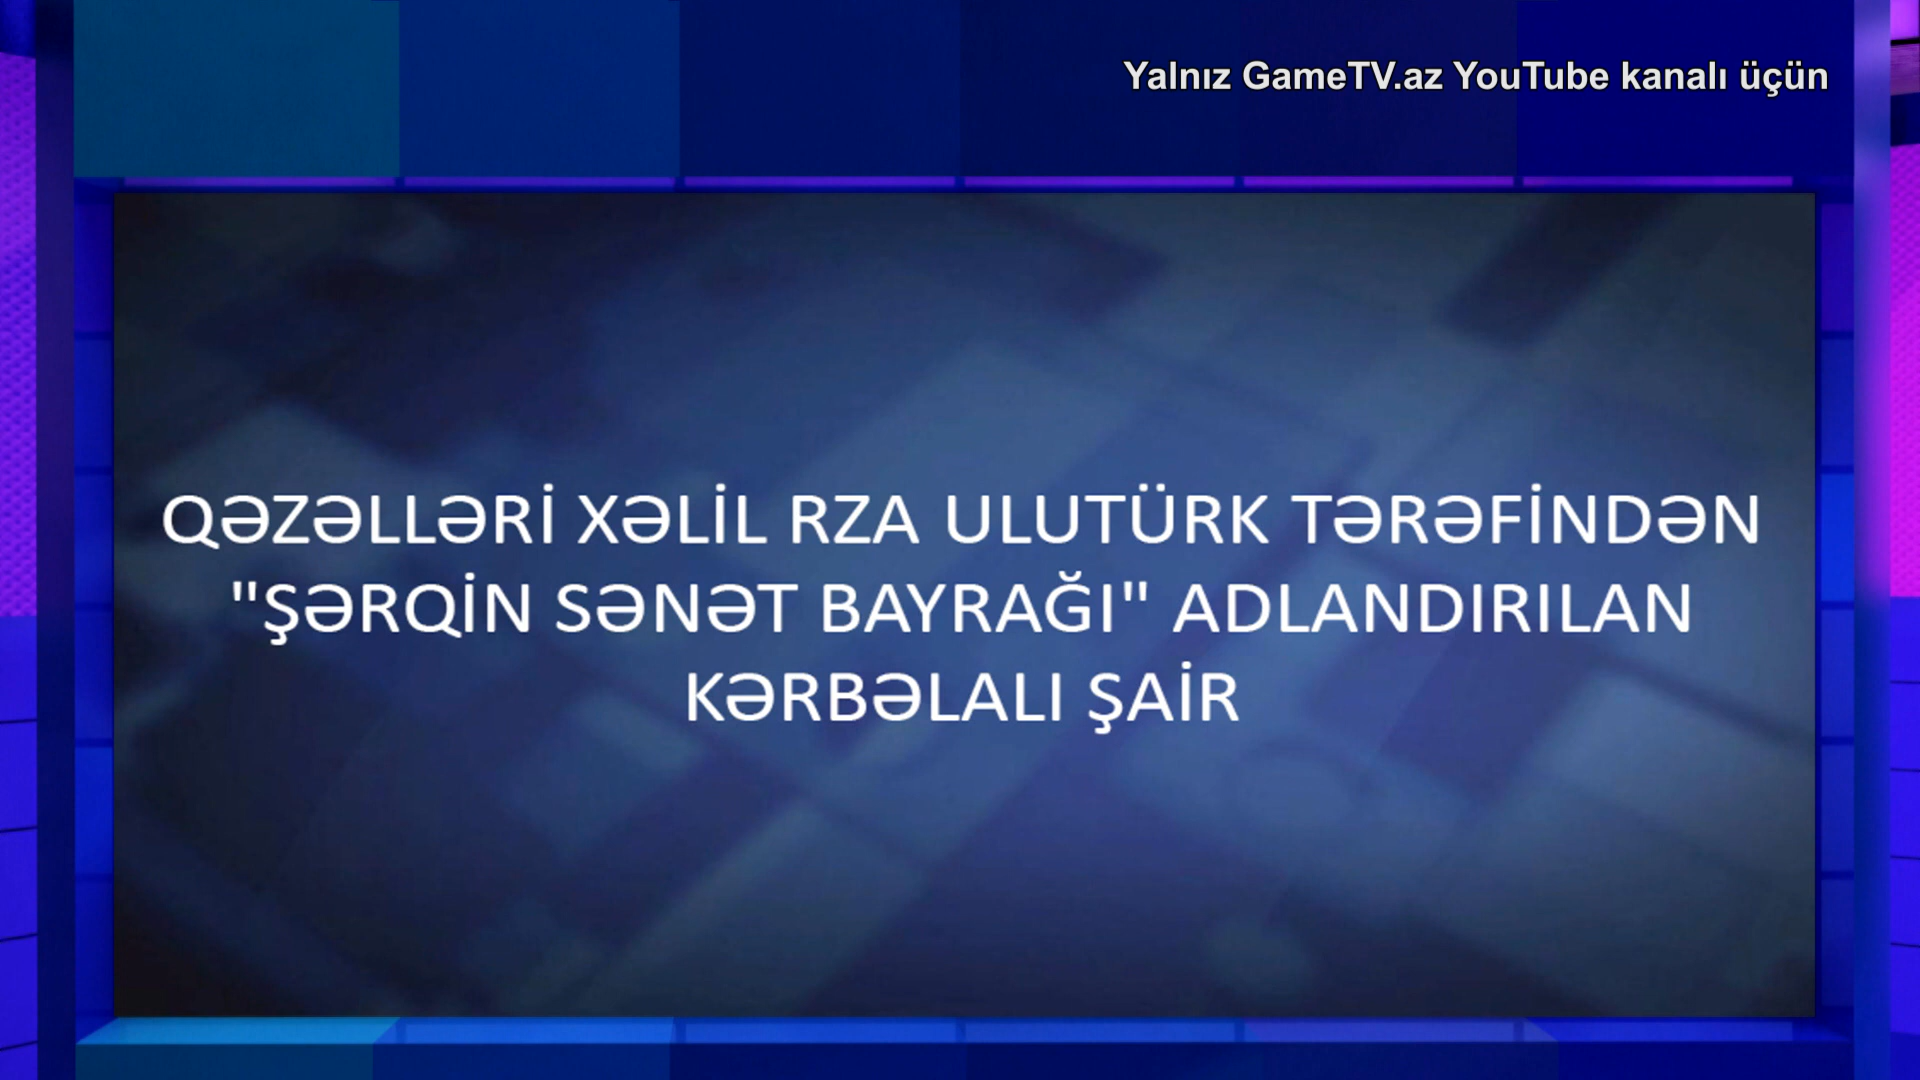 Yalnız GameTV.az YouTube kanalı üçün
QƏZƏLLƏRİ XƏLİL RZA ULUTÜRK TƏRƏFİNDƏN
"ŞƏRQİN SƏNƏT BAYRAĞI" ADLANDIRILAN
KƏRBƏLALI ŞAİR